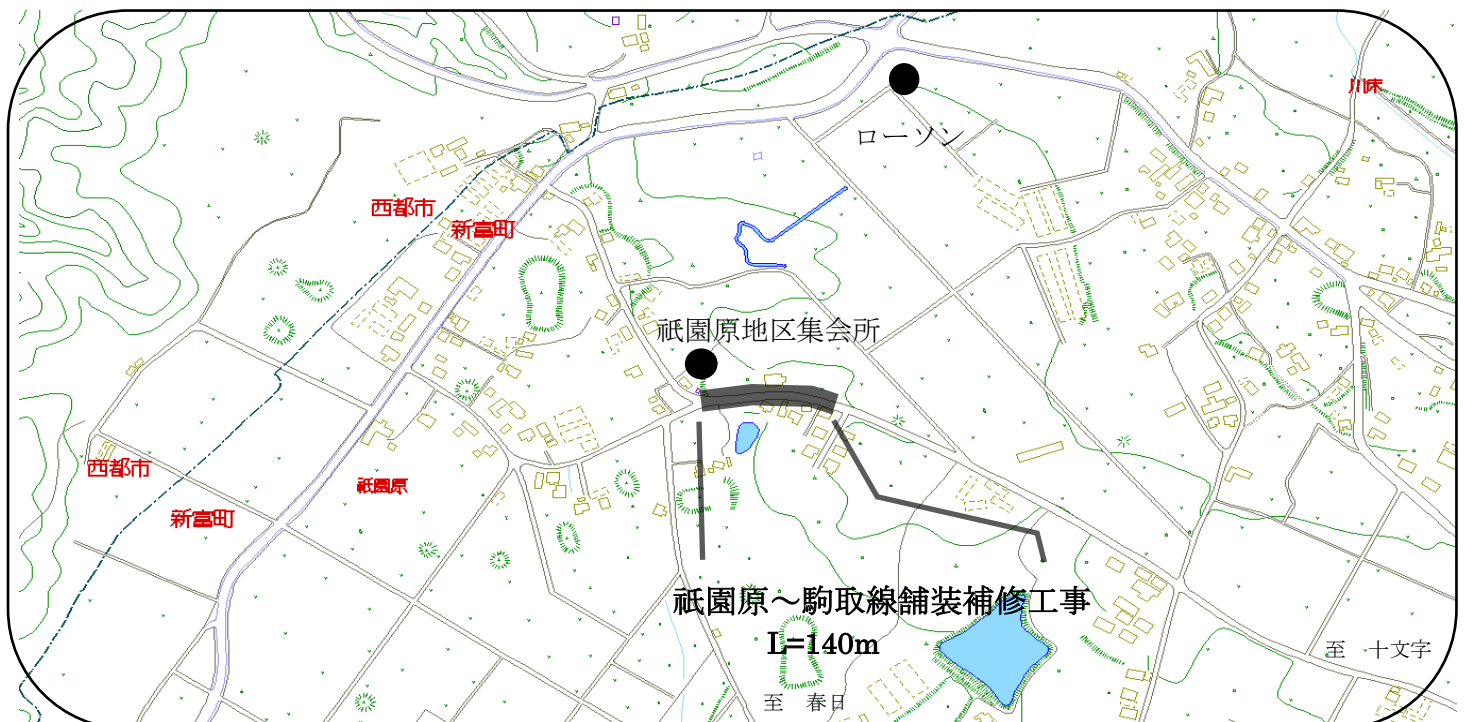 川床
ローソン
西都市
新富町
祇園原地区集会所
西都市
祇園原
新富町
祇園原～駒取線舗装補修工事
L=140m
至 十文字
至 春日